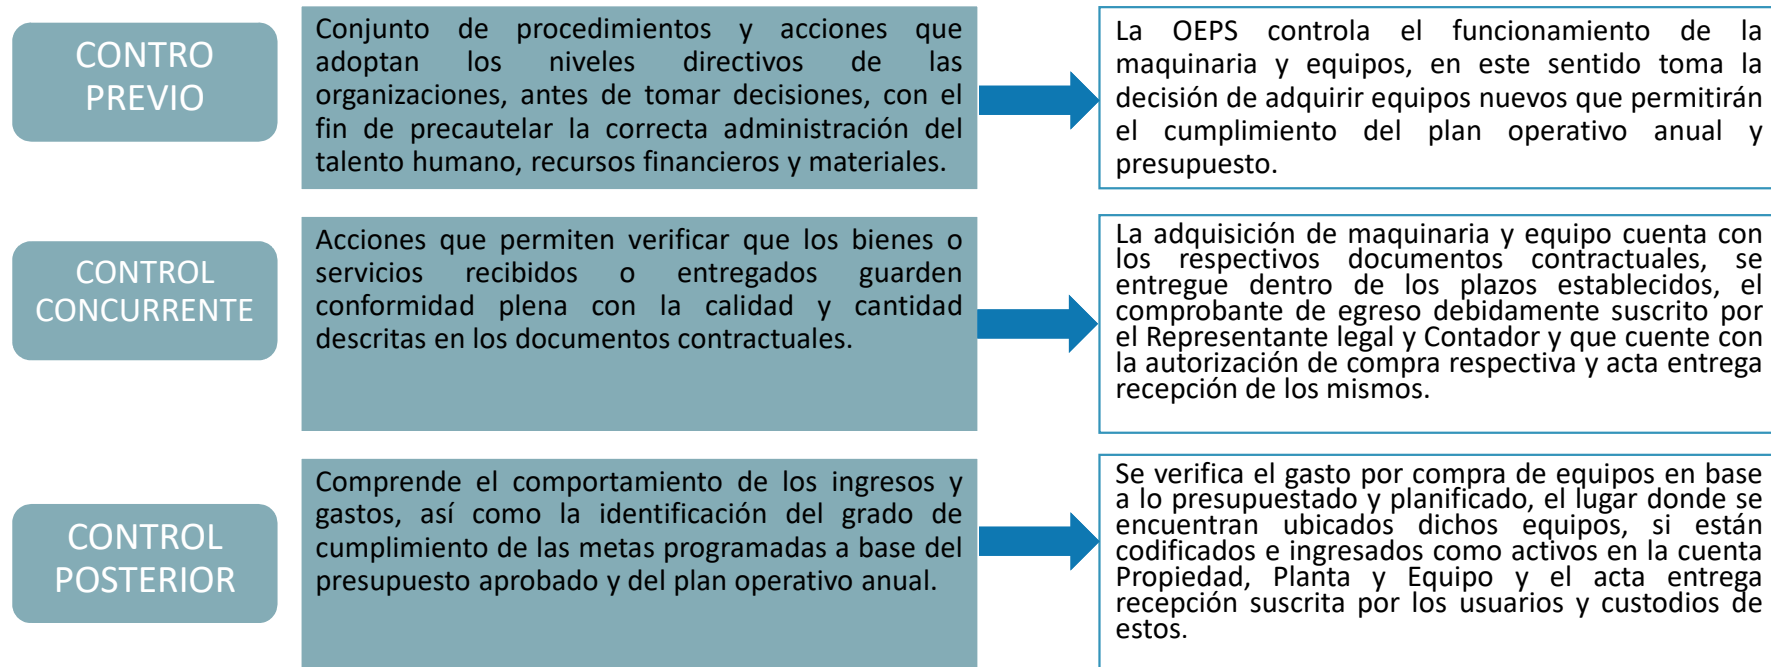 CONTRO
PREVIO
Conjunto de procedimientos y acciones que
adoptan los niveles directivos de las
organizaciones, antes de tomar decisiones, con el
fin de precautelar la correcta administración del
talento humano, recursos financieros y materiales.
La OEPS controla el funcionamiento de la
maquinaria y equipos, en este sentido toma la
decisión de adquirir equipos nuevos que permitirán
el cumplimiento del plan operativo anual y
presupuesto.
CONTROL
CONCURRENTE
Acciones que permiten verificar que los bienes o
servicios recibidos o entregados guarden
conformidad plena con la calidad y cantidad
descritas en los documentos contractuales.
La adquisición de maquinaria y equipo cuenta con
los respectivos documentos contractuales, se
entregue dentro de los plazos establecidos, el
comprobante de egreso debidamente suscrito por
el Representante legal y Contador y que cuente con
la autorización de compra respectiva y acta entrega
recepción de los mismos.
CONTROL
POSTERIOR
Comprende el comportamiento de los ingresos y
gastos, así como la identificación del grado de
cumplimiento de las metas programadas a base del
presupuesto aprobado y del plan operativo anual.
Se verifica el gasto por compra de equipos en base
a lo presupuestado y planificado, el lugar donde se
encuentran ubicados dichos equipos, si están
codificados e ingresados como activos en la cuenta
Propiedad, Planta y Equipo y el acta entrega
recepción suscrita por los usuarios y custodios de
estos.